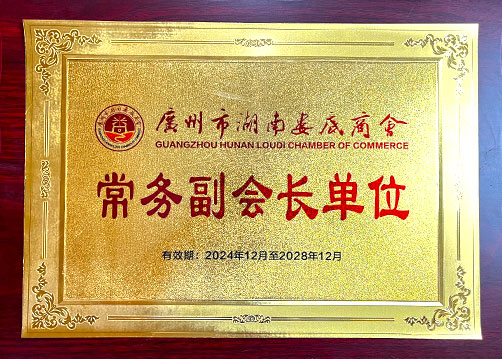 廣州市湖南娄底商會
GUANGZHOU HUNAN LOUDI CHAMBER OF COMMERCE
常务副会长单位
有效期：2024年12月至2028年12月